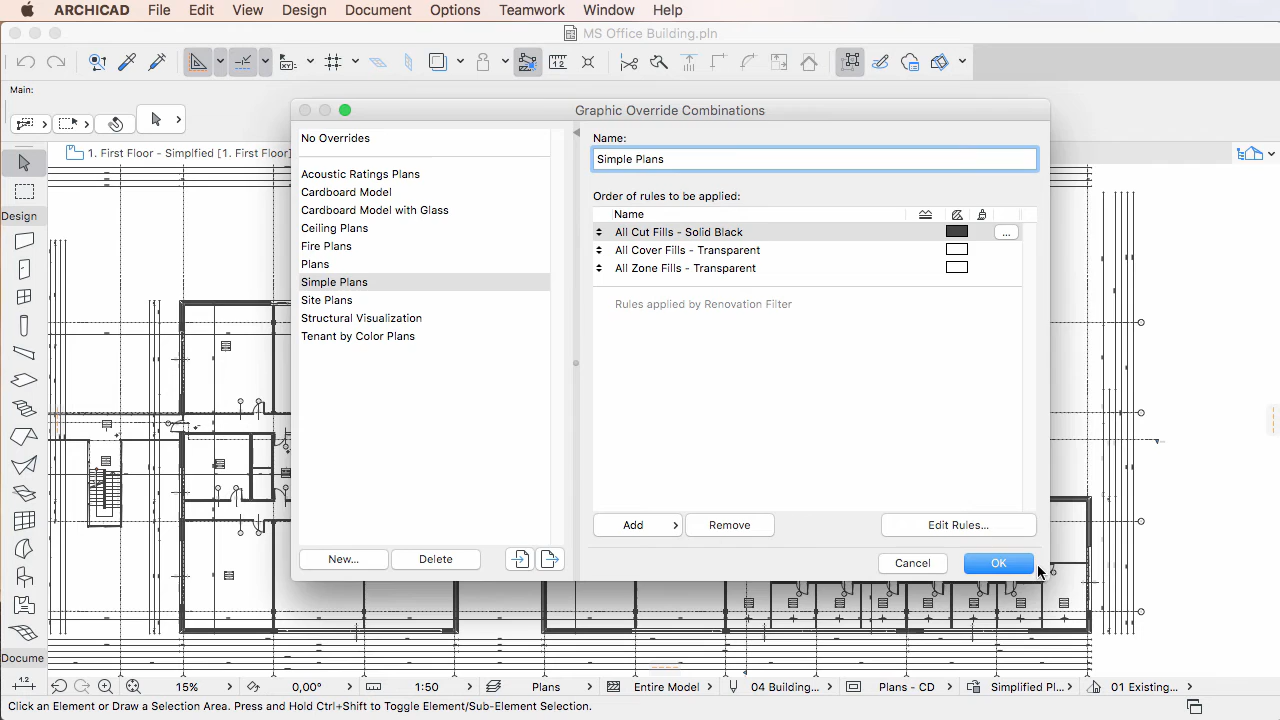 ARCHICAD File Edit View Design Document Options Teamwork Window Help
MS Office Building.pln
Main:
1. First Floor - Simplfied [1. First Floor]
Design
Graphic Override Combinations
No Overrides
Acoustic Ratings Plans
Cardboard Model
Cardboard Model with Glass
Ceiling Plans
Fire Plans
Plans
Simple Plans
Site Plans
Structural Visualization
Tenant by Color Plans
New...
Delete
Name:
Simple Plans
Order of rules to be applied:
Name
All Cut Fills - Solid Black
...
All Cover Fills - Transparent
All Zone Fills - Transparent
Rules applied by Renovation Filter
Add
Remove
Edit Rules...
Cancel
OK
Docume
1.2
15%
0,00°
1:50
Plans
Entire Model
04 Building...
Plans - CD
Simplified Pl...
01 Existing...
Click an Element or Draw a Selection Area. Press and Hold Ctrl+Shift to Toggle Element/Sub-Element Selection.